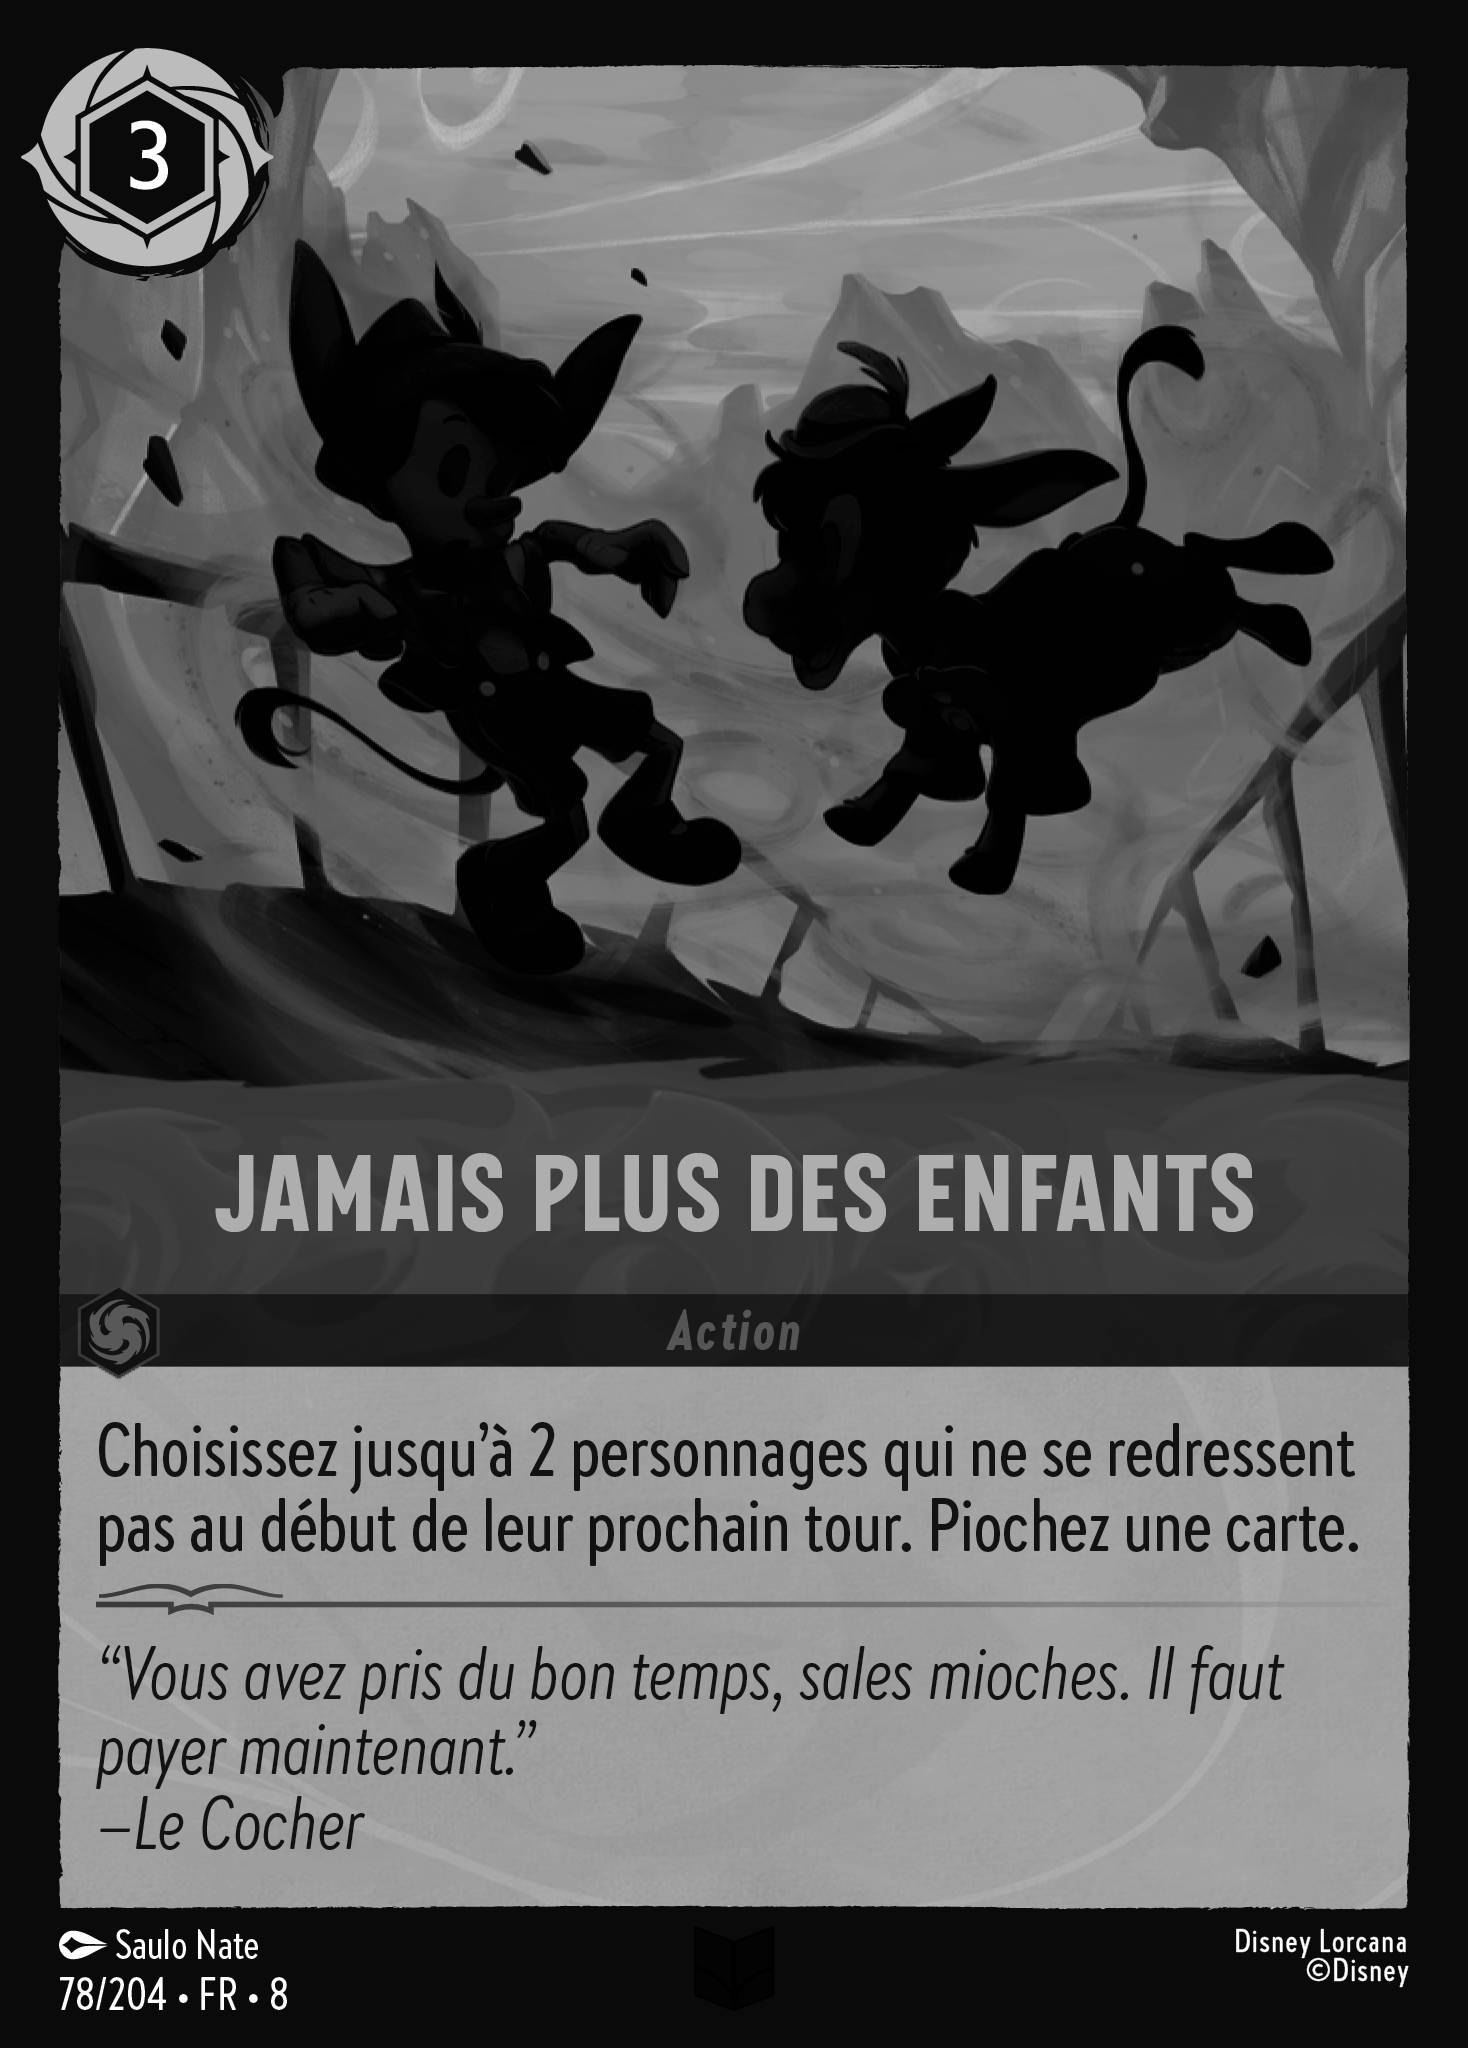 3
JAMAIS PLUS DES ENFANTS
Action
Choisissez jusqu’à 2 personnages qui ne se redressent
pas au début de leur prochain tour. Piochez une carte.
“Vous avez pris du bon temps, sales mioches. Il faut
payer maintenant.”
–Le Cocher
Saulo Nate
78/204 • FR • 8
Disney Lorcana
©Disney